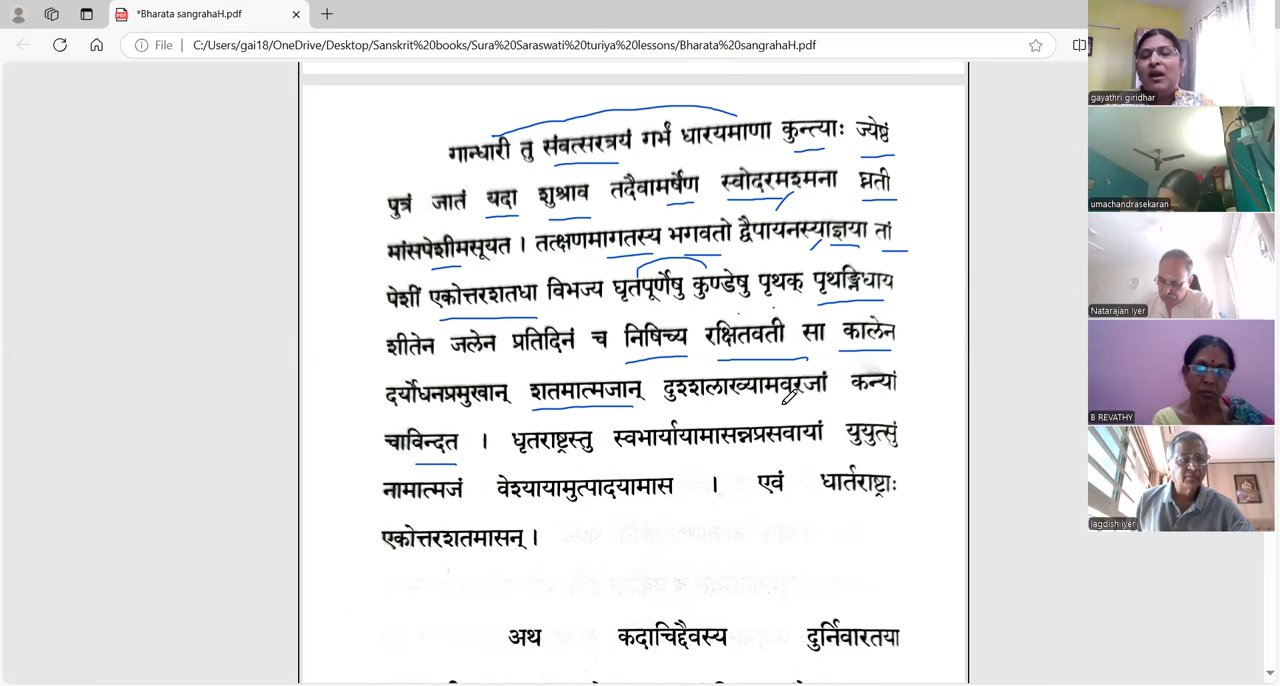 *Bharata sangrahaH.pdf
File
C:/Users/gai18/OneDrive/Desktop/Sanskrit%20books/Sura%20Saraswati%20turiya%20lessons/Bharata%20sangrahaH.pdf
गान्धारी तु संवत्सरत्रयं गर्भं धारयमाणा कुन्त्याः ज्येष्ठं
पुत्रं जातं यदा शुश्राव तदैवामर्षेण स्वोदरमश्मना घ्नती
मांसपेशीमसूयत । तत्क्षणमागतस्य भगवतो द्वैपायनस्याज्ञया तां
पेशीं एकोत्तरशतधा विभज्य घृतपूर्णेषु कुण्डेषु पृथक् पृथङ्निधाय
शीतेन जलेन प्रतिदिनं च निषिच्य रक्षितवती सा कालेन
दर्योधनप्रमुखान् शतमात्मजान् दुश्शलाख्यामवरजां कन्यां
चाविन्दत । धृतराष्ट्रस्तु स्वभार्यायामासन्नप्रसवायां युयुत्सुं
नामात्मजं वेश्यायामुत्पादयामास । एवं धार्तराष्ट्राः
एकोत्तरशतमासन् ।
अथ कदाचिद्दैवस्य दुर्निवारतया
gayathri giridhar
umachandrasekaran
Natarajan Iyer
B REVATHY
jagdish iyer